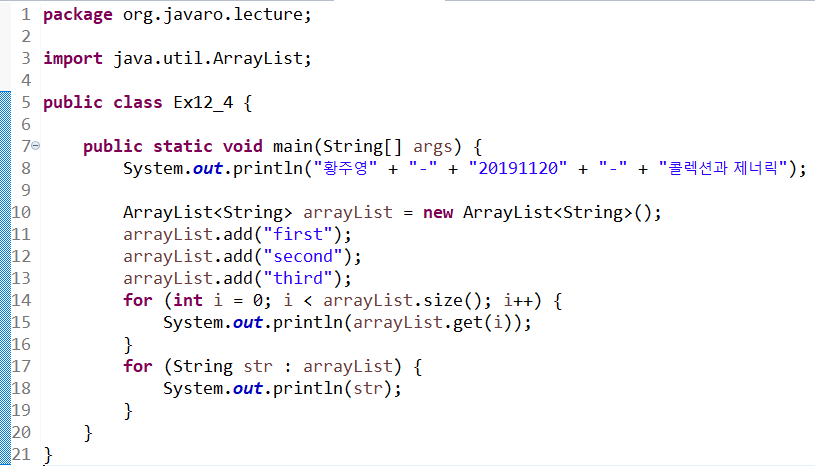 1 package org.javaro.lecture;
2
3 import java.util.ArrayList;
4
5 public class Ex12_4 {
6
7 public static void main(String[] args) {
8 System.out.println("황주영" + "-" + "20191120" + "-" + "콜렉션과 제너릭");
9
10 ArrayList<String> arrayList = new ArrayList<String>();
11 arrayList.add("first");
12 arrayList.add("second");
13 arrayList.add("third");
14 for (int i = 0; i < arrayList.size(); i++) {
15 System.out.println(arrayList.get(i));
16 }
17 for (String str : arrayList) {
18 System.out.println(str);
19 }
20 }
21 }